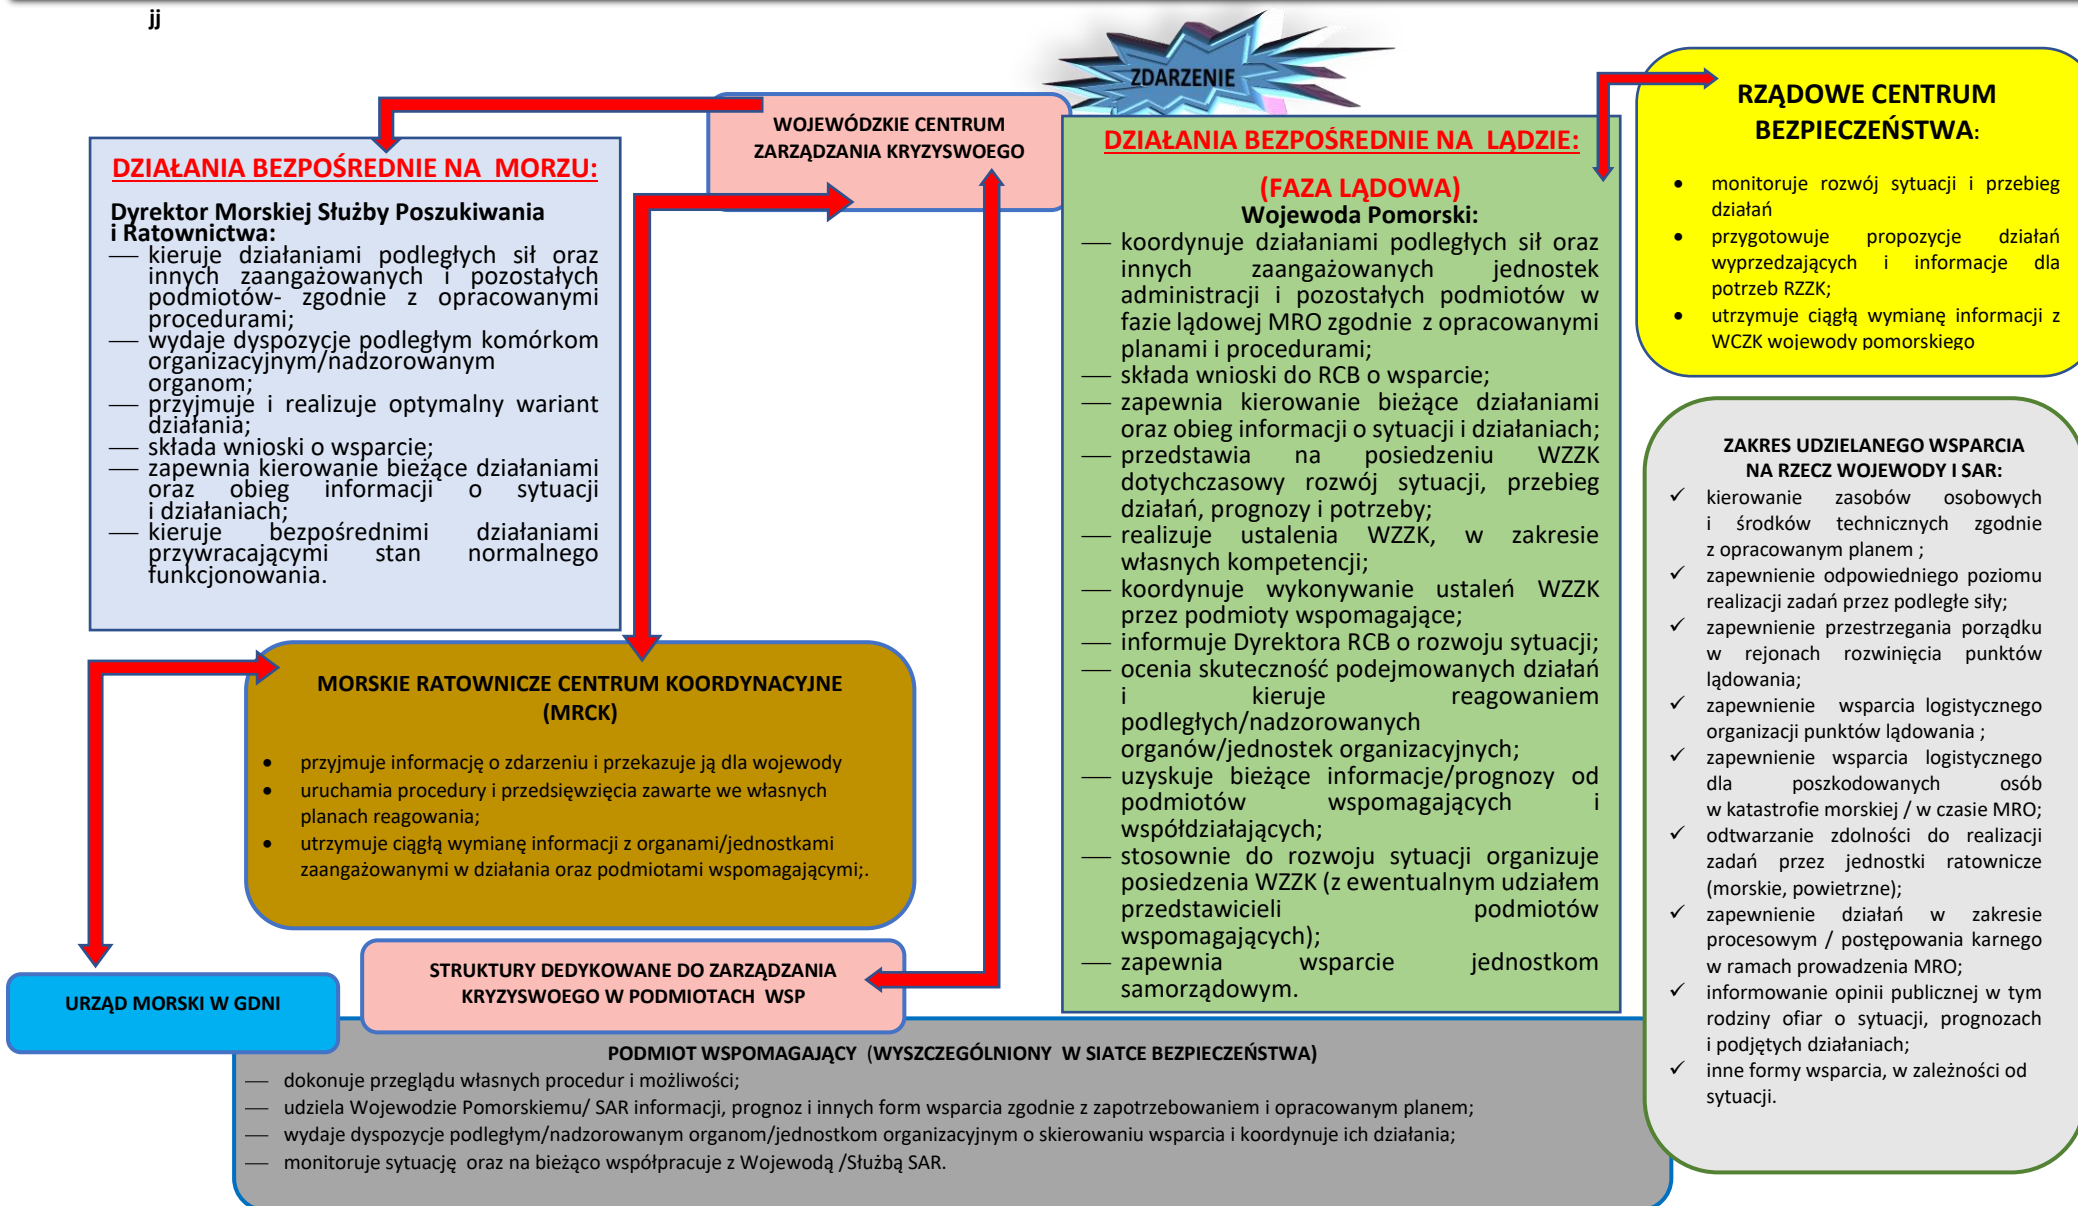 jj
ZDARZENIE
WOJEWÓDZKIE CENTRUM
ZARZĄDZANIA KRYZYSWOEGO
DZIAŁANIA BEZPOŚREDNIE NA MORZU:
Dyrektor Morskiej Służby Poszukiwania
i Ratownictwa:
— kieruje działaniami podległych sił oraz
innych zaangażowanych i pozostałych
podmiotów- zgodnie z opracowanymi
procedurami;
— wydaje dyspozycje podległym komórkom
organizacyjnym/nadzorowanym
organom;
— przyjmuje i realizuje optymalny wariant
działania;
— składa wnioski o wsparcie;
— zapewnia kierowanie bieżące działaniami
oraz obieg informacji o sytuacji
i działaniach;
— kieruje bezpośrednimi działaniami
przywracającymi stan normalnego
funkcjonowania.
MORSKIE RATOWNICZE CENTRUM KOORDYNACYJNE
(MRCK)
• przyjmuje informację o zdarzeniu i przekazuje ją dla wojewody
• uruchamia procedury i przedsięwzięcia zawarte we własnych
planach reagowania;
• utrzymuje ciągłą wymianę informacji z organami/jednostkami
zaangażowanymi w działania oraz podmiotami wspomagającymi;.
URZĄD MORSKI W GDNI
STRUKTURY DEDYKOWANE DO ZARZĄDZANIA
KRYZYSWOEGO W PODMIOTACH WSP
DZIAŁANIA BEZPOŚREDNIE NA LĄDZIE:
(FAZA LĄDOWA)
Wojewoda Pomorski:
— koordynuje działaniami podległych sił oraz
innych zaangażowanych jednostek
administracji i pozostałych podmiotów w
fazie lądowej MRO zgodnie z opracowanymi
planami i procedurami;
— składa wnioski do RCB o wsparcie;
— zapewnia kierowanie bieżące działaniami
oraz obieg informacji o sytuacji i działaniach;
— przedstawia na posiedzeniu WZZK
dotychczasowy rozwój sytuacji, przebieg
działań, prognozy i potrzeby;
— realizuje ustalenia WZZK, w zakresie
własnych kompetencji;
— koordynuje wykonywanie ustaleń WZZK
przez podmioty wspomagające;
— informuje Dyrektora RCB o rozwoju sytuacji;
— ocenia skuteczność podejmowanych działań
i kieruje reagowaniem
podległych/nadzorowanych
organów/jednostek organizacyjnych;
— uzyskuje bieżące informacje/prognozy od
podmiotów wspomagających i
współdziałających;
— stosownie do rozwoju sytuacji organizuje
posiedzenia WZZK (z ewentualnym udziałem
przedstawicieli podmiotów
wspomagających);
— zapewnia wsparcie jednostkom
samorządowym.
RZĄDOWE CENTRUM
BEZPIECZEŃSTWA:
• monitoruje rozwój sytuacji i przebieg
działań
• przygotowuje propozycje działań
wyprzedzających i informacje dla
potrzeb RZZK;
• utrzymuje ciągłą wymianę informacji z
WCZK wojewody pomorskiego
ZAKRES UDZIELANEGO WSPARCIA
NA RZECZ WOJEWODY I SAR:
✓ kierowanie zasobów osobowych
i środków technicznych zgodnie
z opracowanym planem ;
✓ zapewnienie odpowiedniego poziomu
realizacji zadań przez podległe siły;
✓ zapewnienie przestrzegania porządku
w rejonach rozwinięcia punktów
lądowania;
✓ zapewnienie wsparcia logistycznego
organizacji punktów lądowania ;
✓ zapewnienie wsparcia logistycznego
dla poszkodowanych osób
w katastrofie morskiej / w czasie MRO;
✓ odtwarzanie zdolności do realizacji
zadań przez jednostki ratownicze
(morskie, powietrzne);
✓ zapewnienie działań w zakresie
procesowym / postępowania karnego
w ramach prowadzenia MRO;
✓ informowanie opinii publicznej w tym
rodziny ofiar o sytuacji, prognozach
i podjętych działaniach;
✓ inne formy wsparcia, w zależności od
sytuacji.
PODMIOT WSPOMAGAJĄCY (WYSZCZEGÓLNIONY W SIATCE BEZPIECZEŃSTWA)
— dokonuje przeglądu własnych procedur i możliwości;
— udziela Wojewodzie Pomorskiemu/ SAR informacji, prognoz i innych form wsparcia zgodnie z zapotrzebowaniem i opracowanym planem;
— wydaje dyspozycje podległym/nadzorowanym organom/jednostkom organizacyjnym o skierowaniu wsparcia i koordynuje ich działania;
— monitoruje sytuację oraz na bieżąco współpracuje z Wojewodą /Służbą SAR.